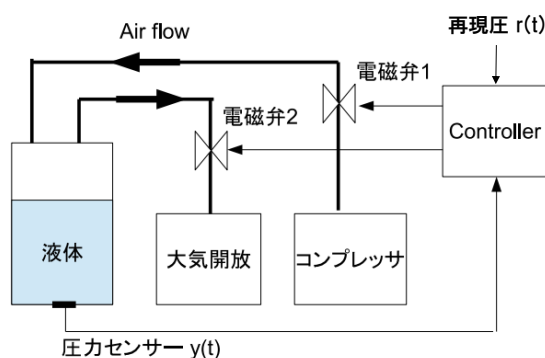 再現圧 r(t)
Air flow
電磁弁1
電磁弁2
Controller
液体
大気開放
コンプレッサ
圧力センサー y(t)